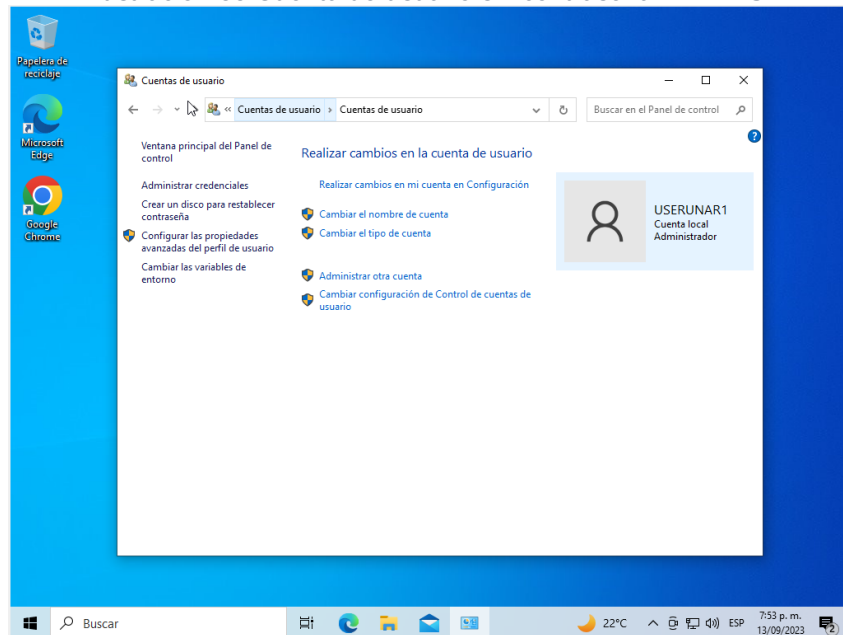 Papelera de
reciclaje
Microsoft
Edge
Google
Chrome
Cuentas de usuario
« Cuentas de usuario › Cuentas de usuario
Buscar en el Panel de control
?
Ventana principal del Panel de
control
Administrar credenciales
Crear un disco para restablecer
contraseña
Configurar las propiedades
avanzadas del perfil de usuario
Cambiar las variables de
entorno
Realizar cambios en la cuenta de usuario
Realizar cambios en mi cuenta en Configuración
Cambiar el nombre de cuenta
Cambiar el tipo de cuenta
Administrar otra cuenta
Cambiar configuración de Control de cuentas de
usuario
USERUNAR1
Cuenta local
Administrador
Buscar
22°C
ESP
7:53 p. m.
13/09/2023
2